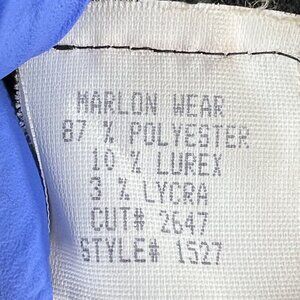 MARLON WEAR
87 % POLYESTER
10 % LUREX
3 % LYCRA
CUT# 2647
STYLE# 1527